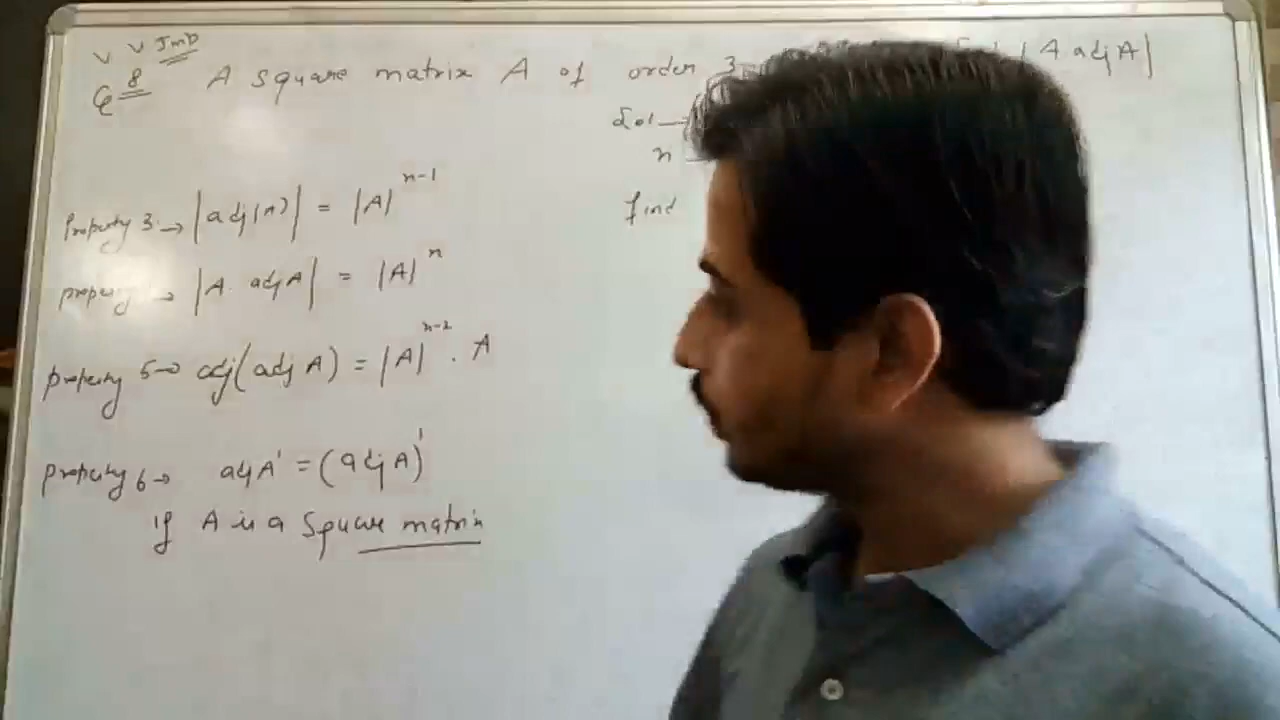 v v Imp
Q 8 A square matrix A of order 3 |A adj A|
Sol→
n
find
Property 3→ |adj(A)| = |A|ⁿ⁻¹
property → |A. adj A| = |A|ⁿ
property 5→ adj(adj A) = |A|ⁿ⁻² . A
property 6→ adj A' = (adj A)'
if A is a square matrix